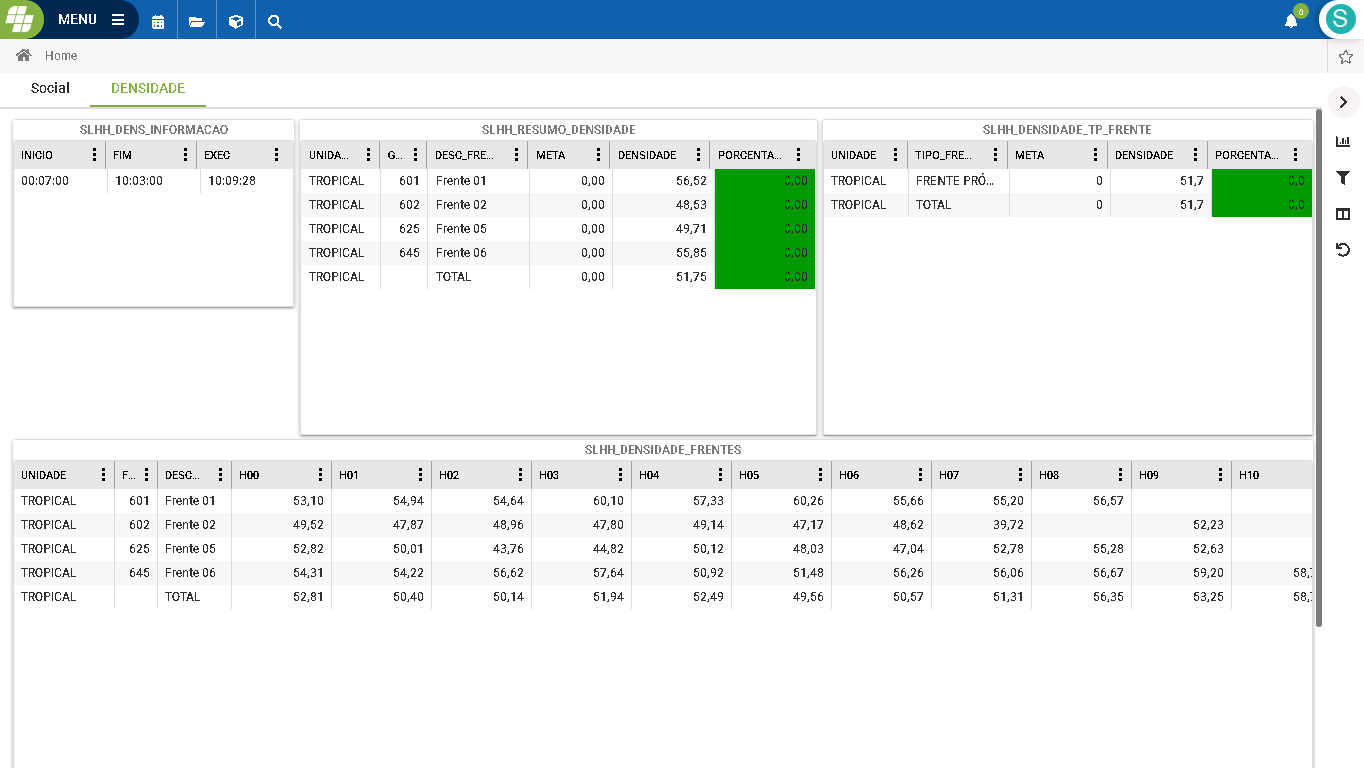 MENU
0
S
Home
Social DENSIDADE
SLHH_DENS_INFORMACAO
INICIO FIM EXEC
00:07:00 10:03:00 10:09:28
SLHH_RESUMO_DENSIDADE
UNIDA... G... DESC_FRE... META DENSIDADE PORCENTA...
TROPICAL 601 Frente 01 0,00 56,52 0,00
TROPICAL 602 Frente 02 0,00 48,53 0,00
TROPICAL 625 Frente 05 0,00 49,71 0,00
TROPICAL 645 Frente 06 0,00 55,85 0,00
TROPICAL TOTAL 0,00 51,75 0,00
SLHH_DENSIDADE_TP_FRENTE
UNIDADE TIPO_FRE... META DENSIDADE PORCENTA...
TROPICAL FRENTE PRÓ... 0 51,7 0,0
TROPICAL TOTAL 0 51,7 0,0
SLHH_DENSIDADE_FRENTES
UNIDADE F... DESC... H00 H01 H02 H03 H04 H05 H06 H07 H08 H09 H10
TROPICAL 601 Frente 01 53,10 54,94 54,64 60,10 57,33 60,26 55,66 55,20 56,57
TROPICAL 602 Frente 02 49,52 47,87 48,96 47,80 49,14 47,17 48,62 39,72 52,23
TROPICAL 625 Frente 05 52,82 50,01 43,76 44,82 50,12 48,03 47,04 52,78 55,28 52,63
TROPICAL 645 Frente 06 54,31 54,22 56,62 57,64 50,92 51,48 56,26 56,06 56,67 59,20
TROPICAL TOTAL 52,81 50,40 50,14 51,94 52,49 49,56 50,57 51,31 56,35 53,25